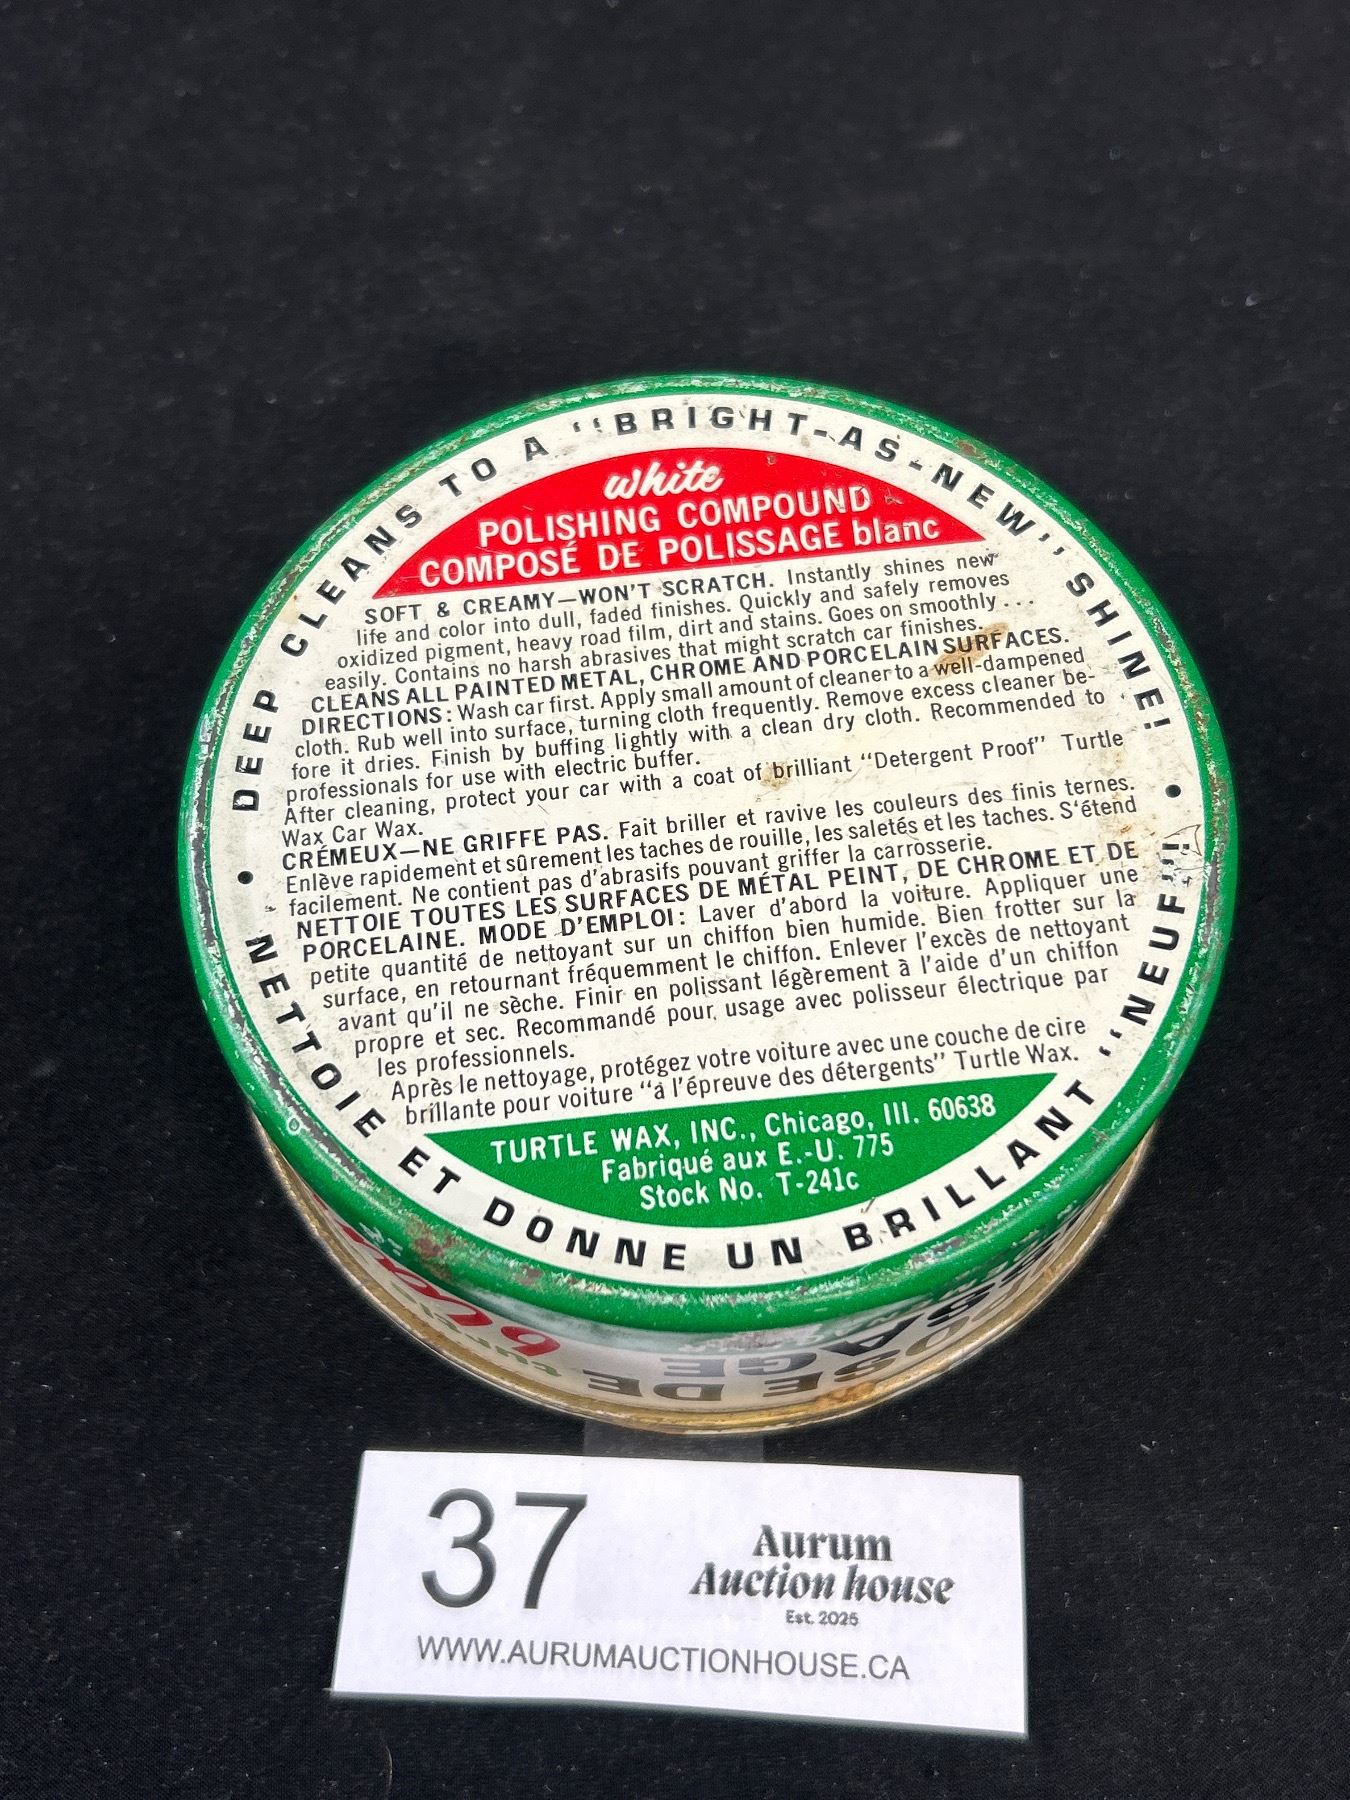 DEEP CLEANS TO A "BRIGHT-AS-NEW" SHINE!
white
POLISHING COMPOUND
COMPOSÉ DE POLISSAGE blanc
SOFT & CREAMY—WON'T SCRATCH. Instantly shines new
life and color into dull, faded finishes. Quickly and safely removes
oxidized pigment, heavy road film, dirt and stains. Goes on smoothly ...
easily. Contains no harsh abrasives that might scratch car finishes.
CLEANS ALL PAINTED METAL, CHROME AND PORCELAIN SURFACES.
DIRECTIONS: Wash car first. Apply small amount of cleaner to a well-dampened
cloth. Rub well into surface, turning cloth frequently. Remove excess cleaner be-
fore it dries. Finish by buffing lightly with a clean dry cloth. Recommended to
professionals for use with electric buffer.
After cleaning, protect your car with a coat of brilliant "Detergent Proof" Turtle
Wax Car Wax.
CRÉMEUX—NE GRIFFE PAS. Fait briller et ravive les couleurs des finis ternes.
Enlève rapidement et sûrement les taches de rouille, les saletés et les taches. S'étend
facilement. Ne contient pas d'abrasifs pouvant griffer la carrosserie.
NETTOIE TOUTES LES SURFACES DE MÉTAL PEINT, DE CHROME ET DE
PORCELAINE. MODE D'EMPLOI: Laver d'abord la voiture. Appliquer une
petite quantité de nettoyant sur un chiffon bien humide. Bien frotter sur la
surface, en retournant fréquemment le chiffon. Enlever l'excès de nettoyant
avant qu'il ne sèche. Finir en polissant légèrement à l'aide d'un chiffon
propre et sec. Recommandé pour usage avec polisseur électrique par
les professionnels.
Après le nettoyage, protégez votre voiture avec une couche de cire
brillante pour voiture "à l'épreuve des détergents" Turtle Wax.
TURTLE WAX, INC., Chicago, Ill. 60638
Fabriqué aux E.-U. 775
Stock No. T-241c
NETTOIE ET DONNE UN BRILLANT "NEUF"!
37
Aurum
Auction house
Est. 2025
WWW.AURUMAUCTIONHOUSE.CA